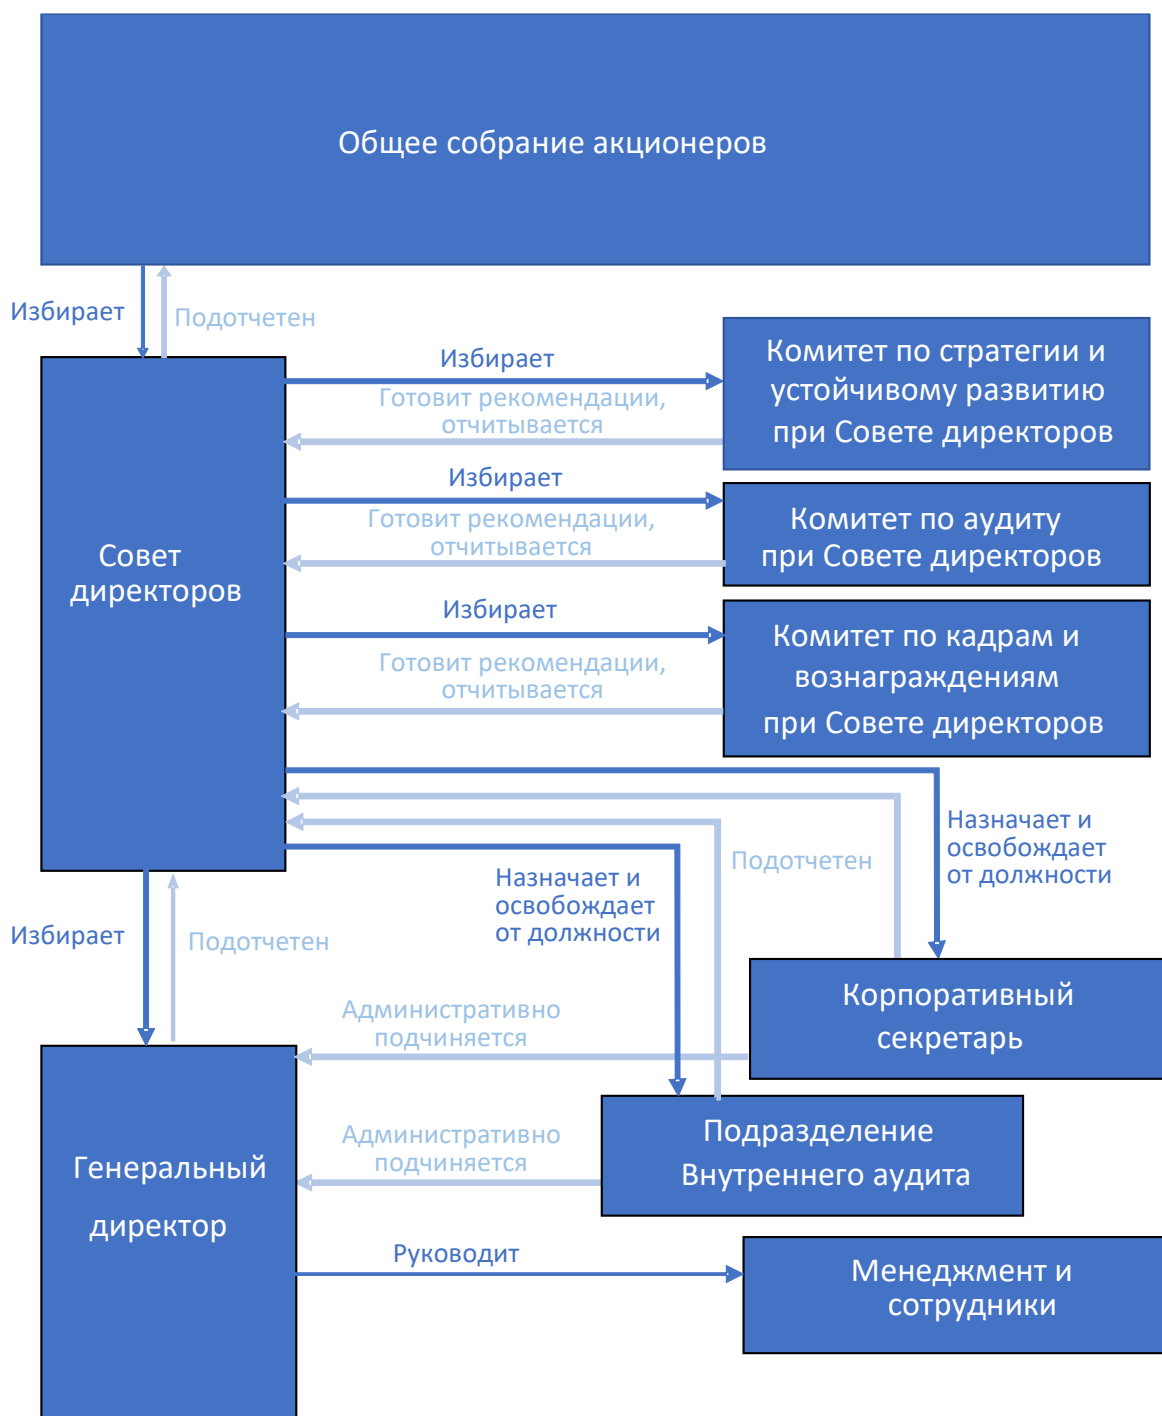 Общее собрание акционеров
Избирает
Подотчетен
Избирает
Готовит рекомендации,
отчитывается
Комитет по стратегии и
устойчивому развитию
при Совете директоров
Избирает
Готовит рекомендации,
отчитывается
Комитет по аудиту
при Совете директоров
Совет
директоров
Избирает
Готовит рекомендации,
отчитывается
Комитет по кадрам и
вознаграждениям
при Совете директоров
Назначает и
освобождает
от должности
Подотчетен
Назначает и
освобождает
от должности
Избирает
Подотчетен
Корпоративный
секретарь
Административно
подчиняется
Подразделение
Внутреннего аудита
Административно
подчиняется
Генеральный
директор
Руководит
Менеджмент и
сотрудники